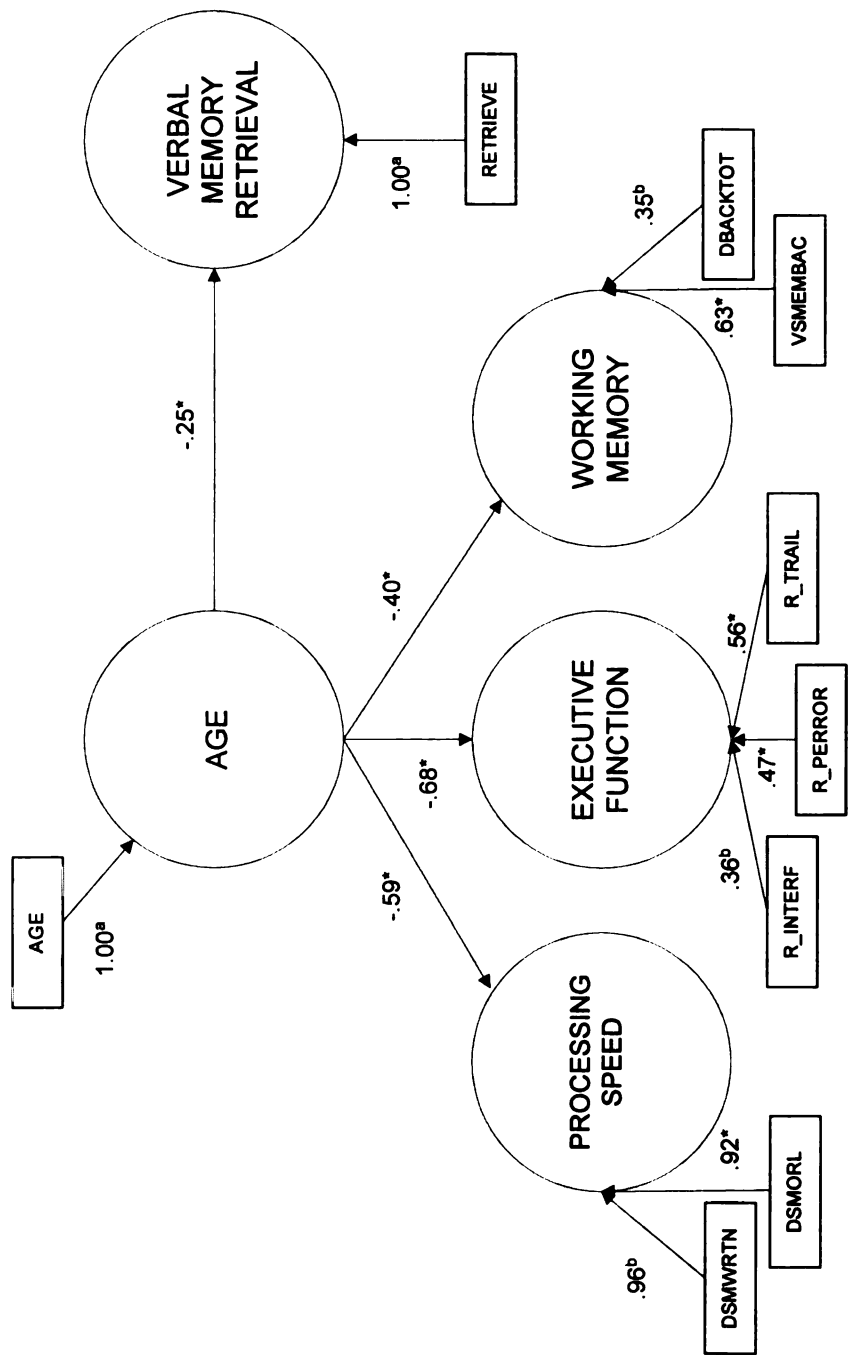 AGE
1.00ª
AGE
-.25*
VERBAL
MEMORY
RETRIEVAL
1.00ª
RETRIEVE
-.59*
-.68*
-.40*
PROCESSING
SPEED
EXECUTIVE
FUNCTION
WORKING
MEMORY
.96ᵇ
.92*
DSMWRTN
DSMORL
.36ᵇ
.47*
.56*
R_INTERF
R_PERROR
R_TRAIL
.63*
.35ᵇ
VSMEMBAC
DBACKTOT